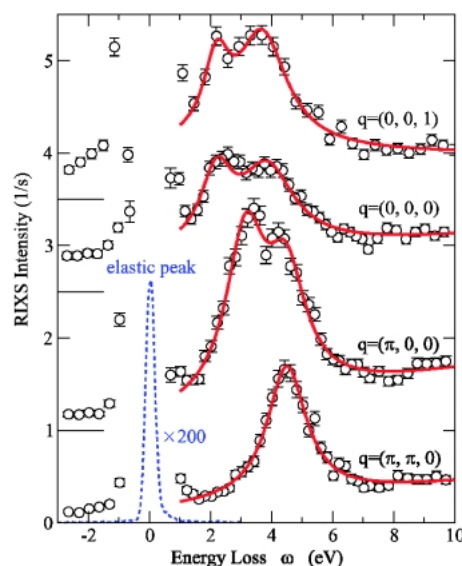 5
4
3
2
1
0
RIXS Intensity (1/s)
q=(0, 0, 1)
q=(0, 0, 0)
elastic peak
q=(π, 0, 0)
×200
q=(π, π, 0)
-2 0 2 4 6 8 10
Energy Loss ω (eV)